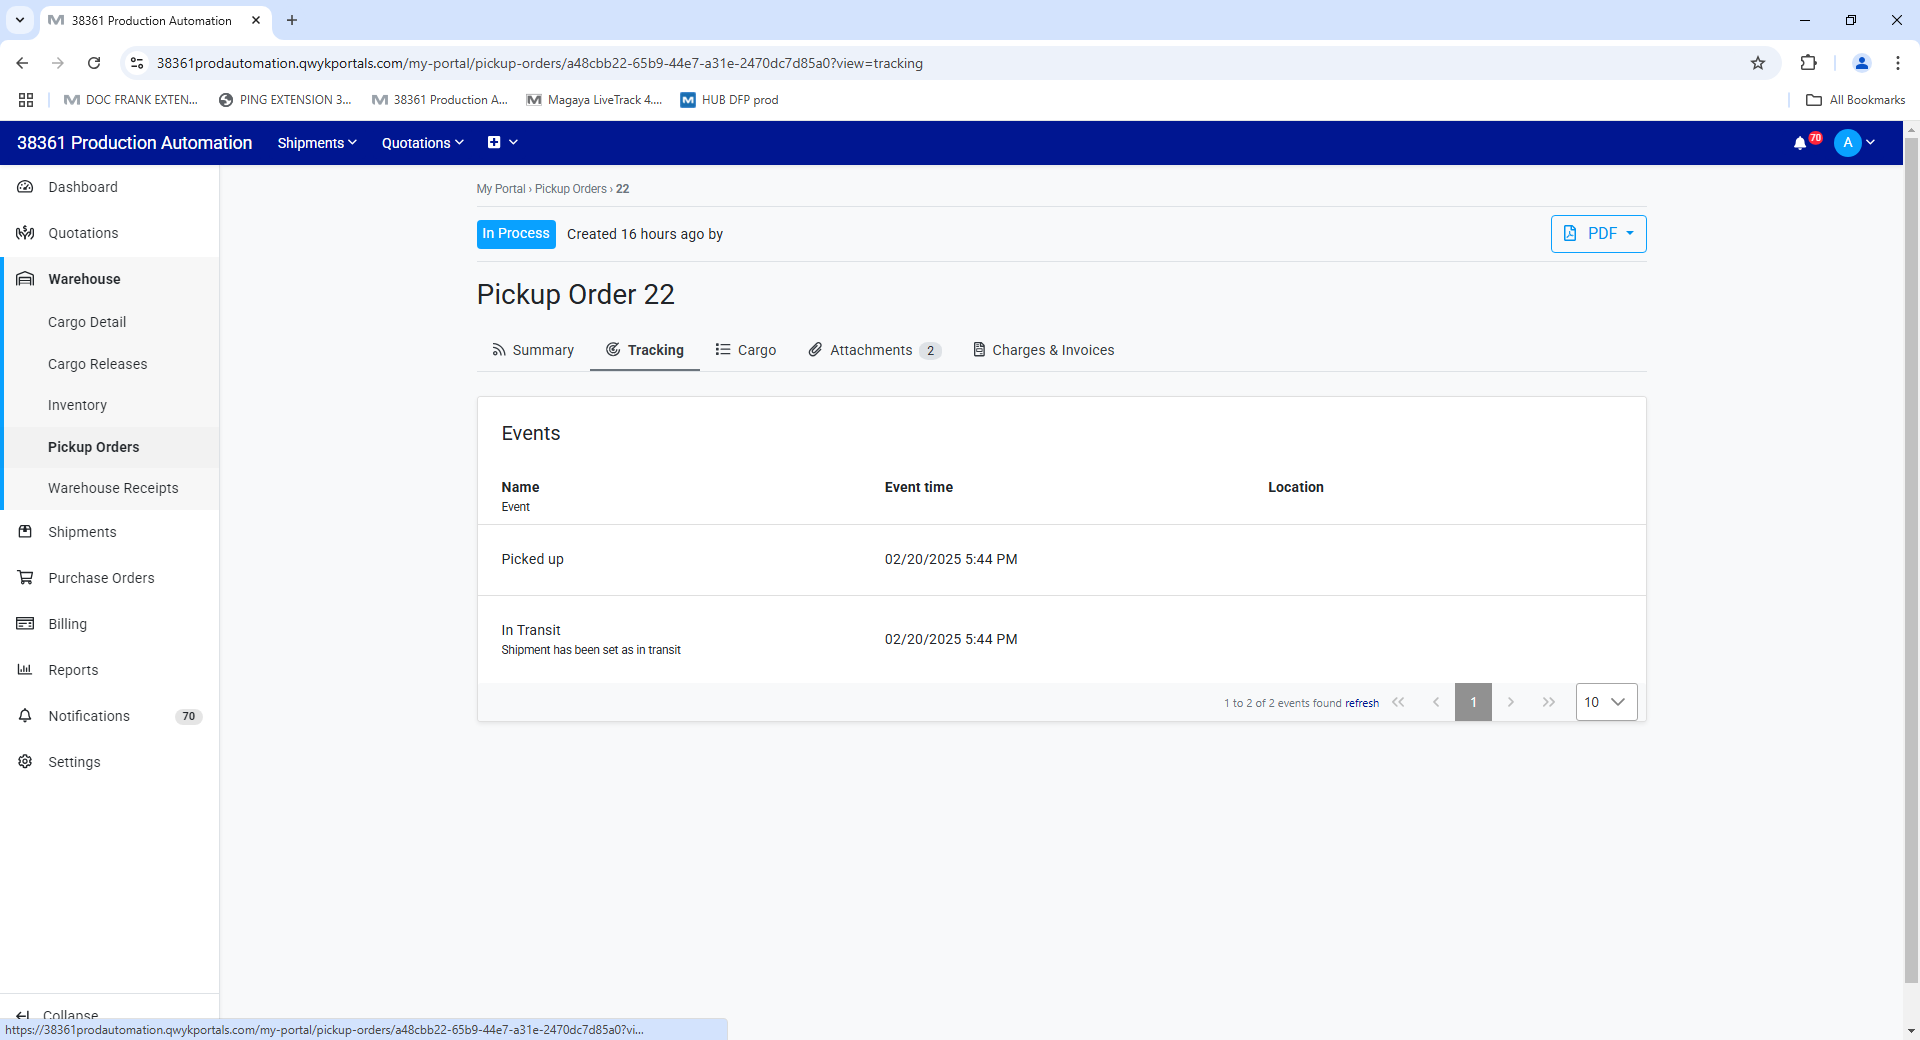 38361 Production Automation
38361prodautomation.qwykportals.com/my-portal/pickup-orders/a48cbb22-65b9-44e7-a31e-2470dc7d85a0?view=tracking
DOC FRANK EXTEN...
PING EXTENSION 3...
38361 Production A...
Magaya LiveTrack 4....
HUB DFP prod
All Bookmarks
38361 Production Automation
Shipments
Quotations
70
A
Dashboard
Quotations
Warehouse
Cargo Detail
Cargo Releases
Inventory
Pickup Orders
Warehouse Receipts
Shipments
Purchase Orders
Billing
Reports
Notifications 70
Settings
Collapse
My Portal › Pickup Orders › 22
In Process Created 16 hours ago by
PDF
Pickup Order 22
Summary
Tracking
Cargo
Attachments 2
Charges & Invoices
Events
Name Event time Location
Event
Picked up 02/20/2025 5:44 PM
In Transit 02/20/2025 5:44 PM
Shipment has been set as in transit
1 to 2 of 2 events found refresh 1 10
https://38361prodautomation.qwykportals.com/my-portal/pickup-orders/a48cbb22-65b9-44e7-a31e-2470dc7d85a0?vi...